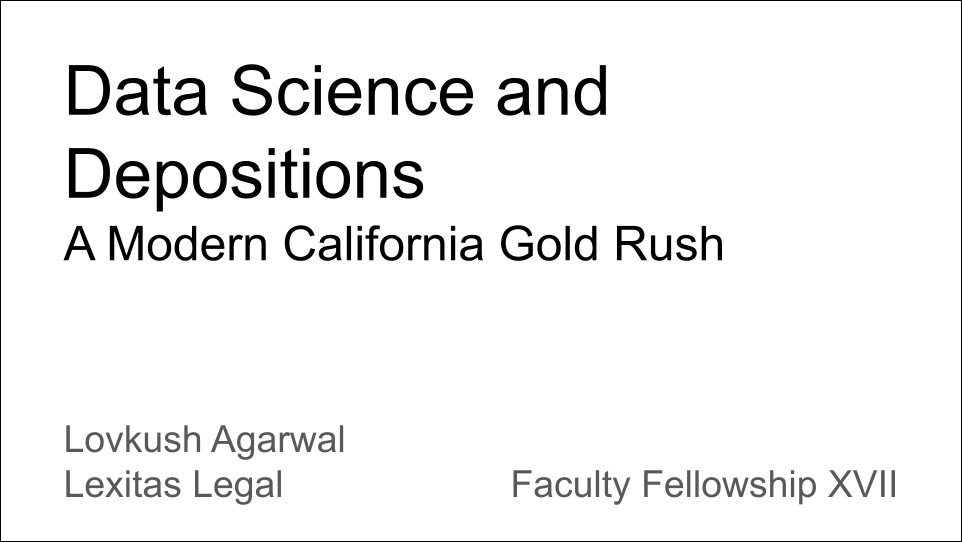 Data Science and
Depositions
A Modern California Gold Rush
Lovkush Agarwal
Lexitas Legal
Faculty Fellowship XVII